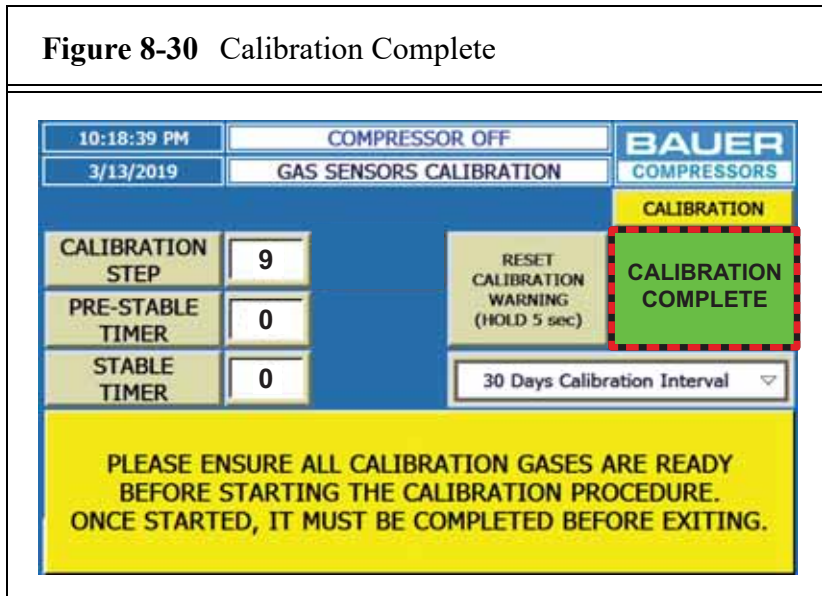 Figure 8-30 Calibration Complete
10:18:39 PM
COMPRESSOR OFF
BAUER
COMPRESSORS
3/13/2019
GAS SENSORS CALIBRATION
CALIBRATION
CALIBRATION
STEP
9
RESET
CALIBRATION
WARNING
(HOLD 5 sec)
CALIBRATION
COMPLETE
PRE-STABLE
TIMER
0
STABLE
TIMER
0
30 Days Calibration Interval
PLEASE ENSURE ALL CALIBRATION GASES ARE READY
BEFORE STARTING THE CALIBRATION PROCEDURE.
ONCE STARTED, IT MUST BE COMPLETED BEFORE EXITING.